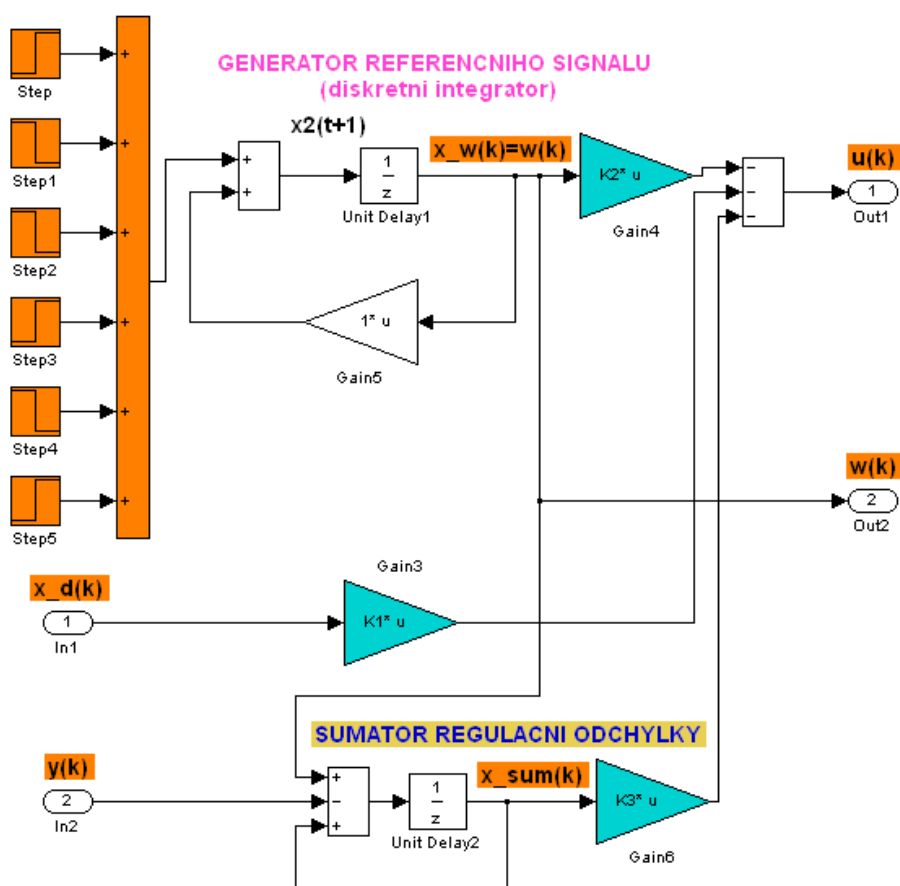 Step
+
GENERATOR REFERENCNIHO SIGNALU
(diskretni integrator)
Step1
+
x2(t+1)
+
+
1
z
Unit Delay1
x_w(k)=w(k)
K2* u
Gain4
-
-
-
u(k)
1
Out1
Step2
+
Step3
+
1* u
Gain5
Step4
+
Step5
+
w(k)
2
Out2
x_d(k)
1
In1
Gain3
K1* u
SUMATOR REGULACNI ODCHYLKY
y(k)
2
In2
+
-
+
1
z
Unit Delay2
x_sum(k)
K3* u
Gain6